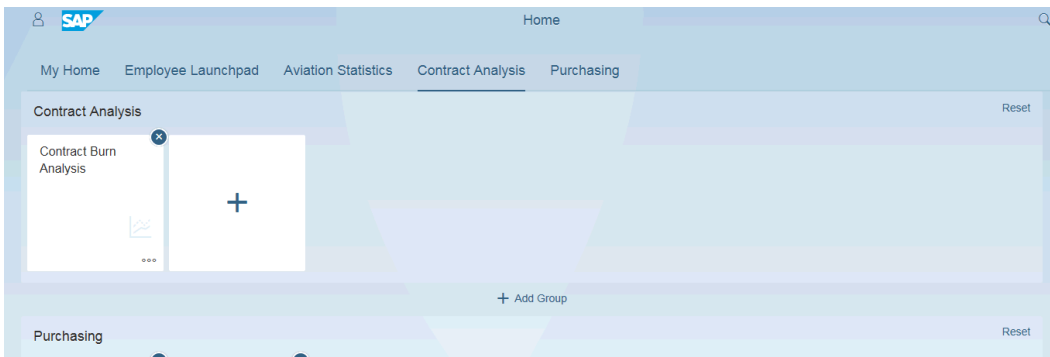 SAP
Home
My Home Employee Launchpad Aviation Statistics Contract Analysis Purchasing
Contract Analysis Reset
Contract Burn
Analysis
+ Add Group
Purchasing Reset